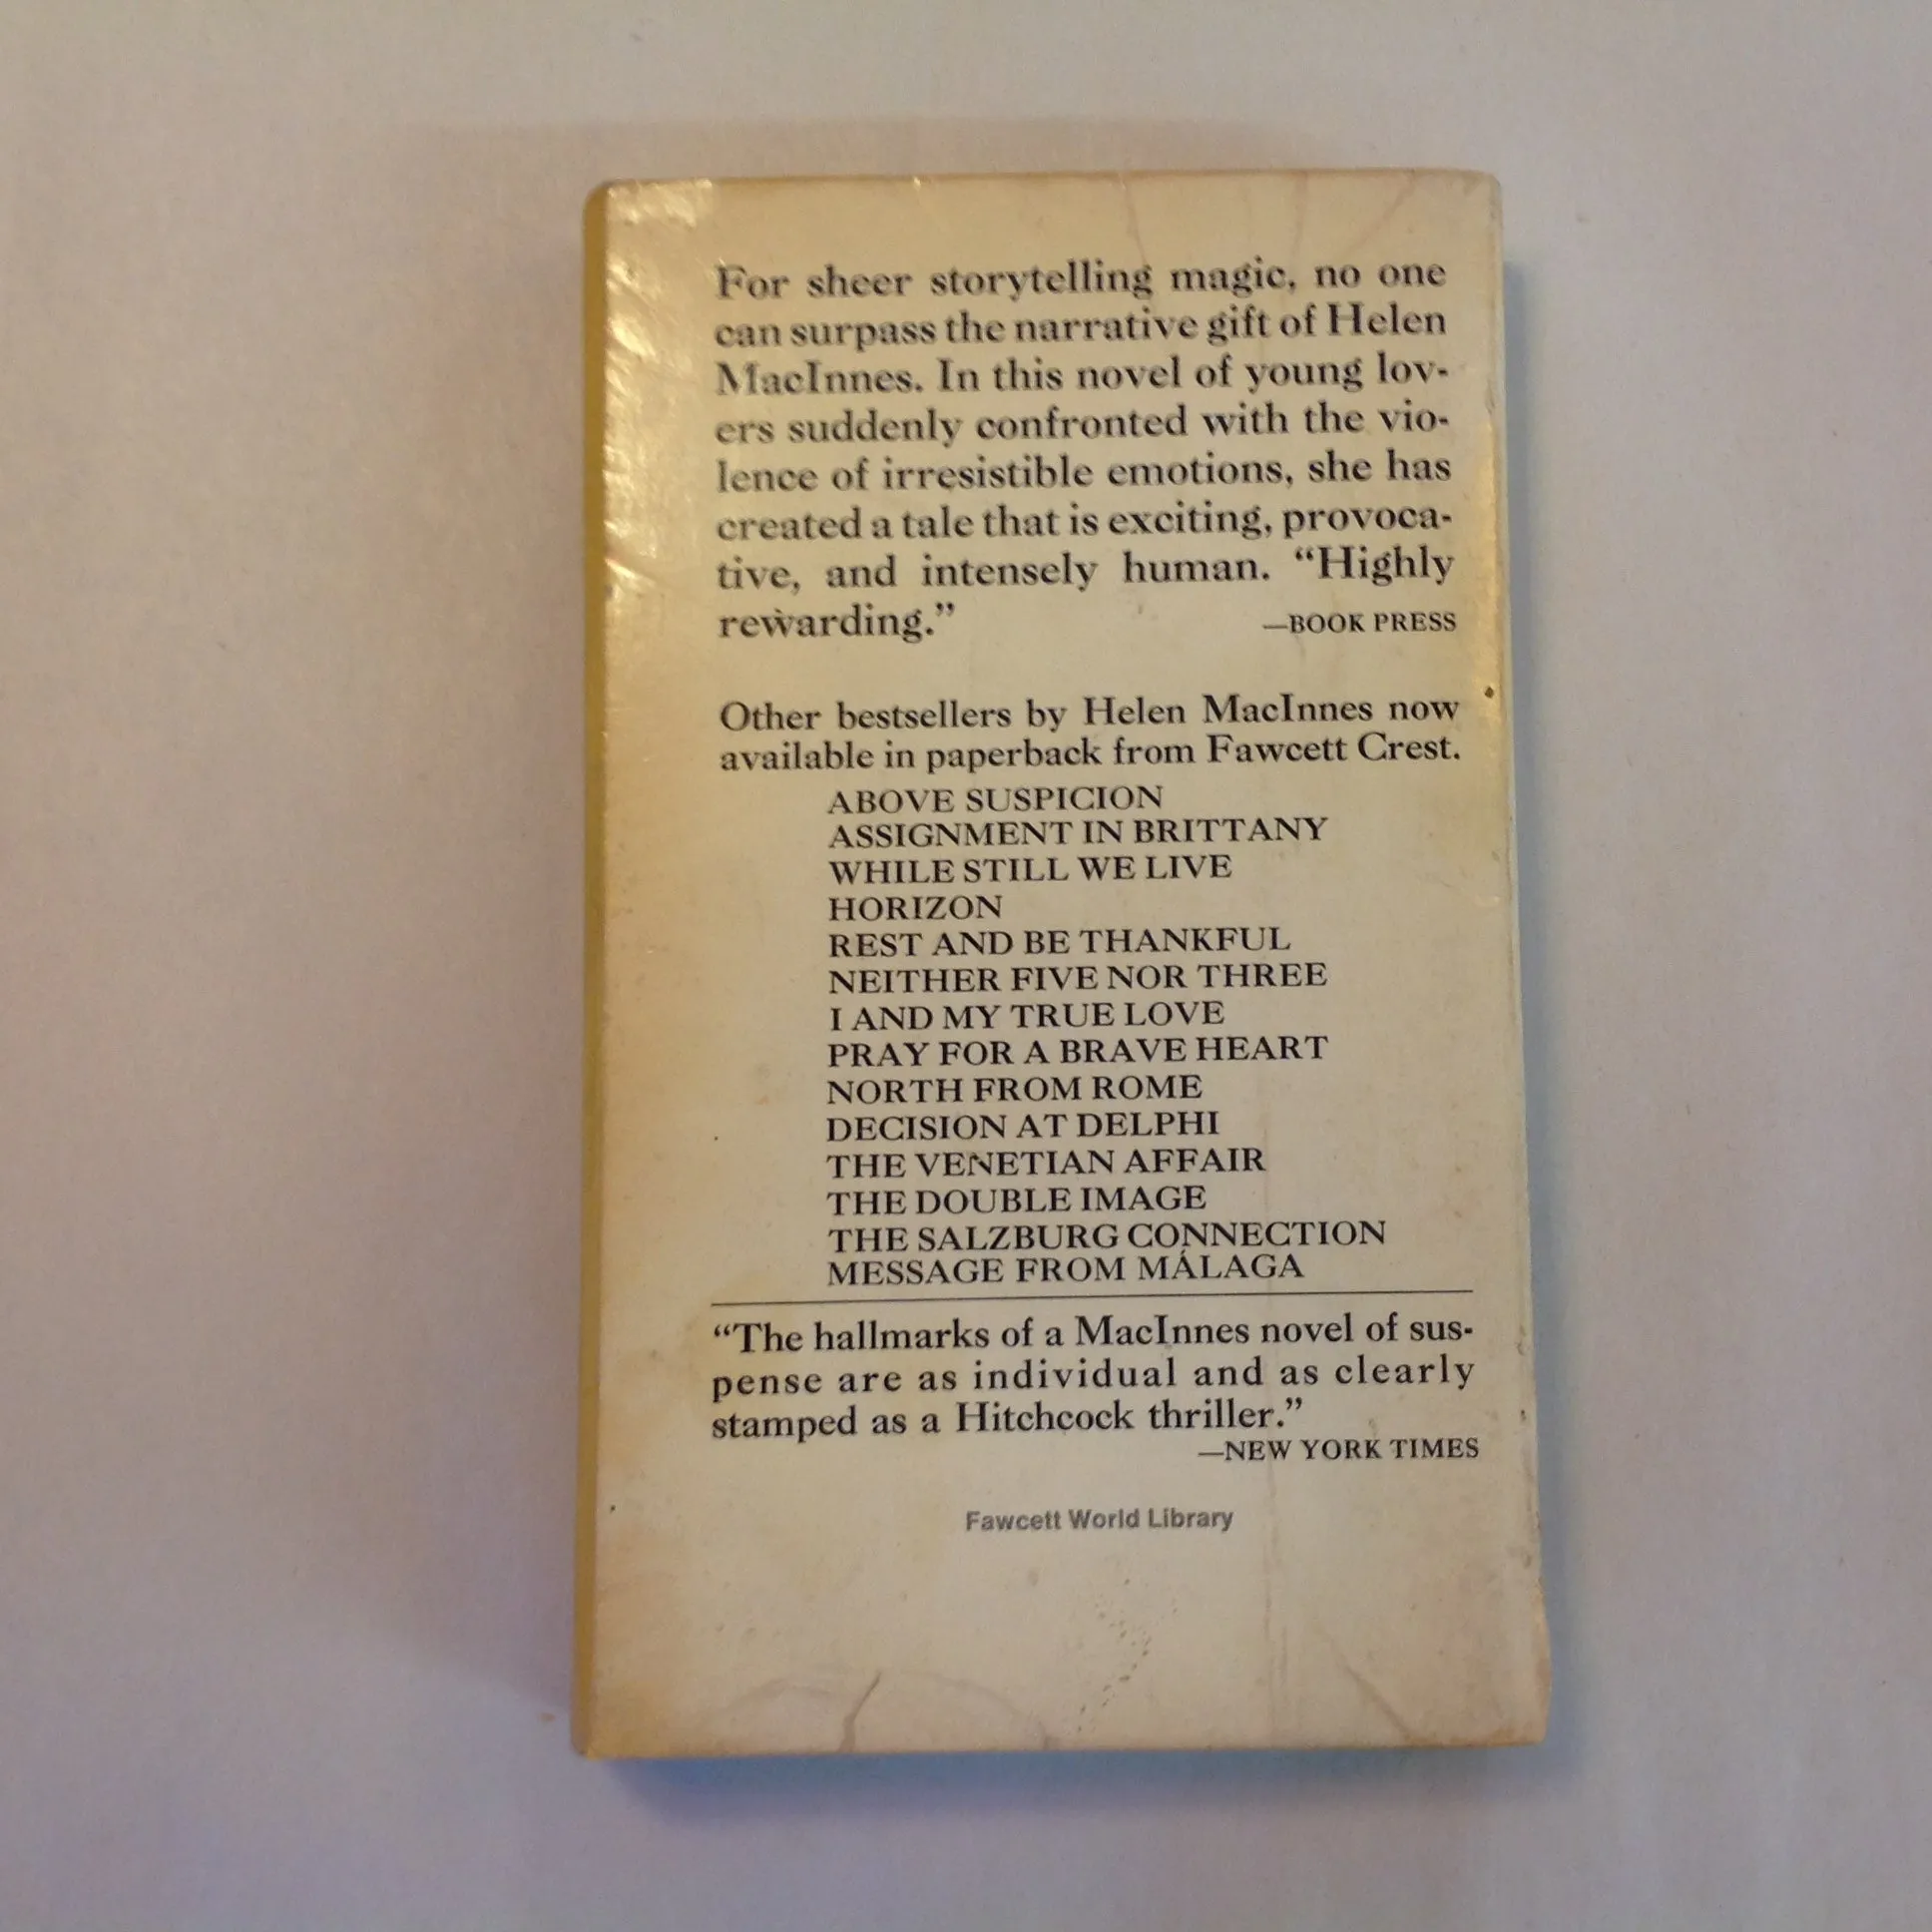 For sheer storytelling magic, no one
can surpass the narrative gift of Helen
MacInnes. In this novel of young lov-
ers suddenly confronted with the vio-
lence of irresistible emotions, she has
created a tale that is exciting, provoca-
tive, and intensely human. “Highly
rewarding.” —BOOK PRESS
Other bestsellers by Helen MacInnes now
available in paperback from Fawcett Crest.
ABOVE SUSPICION
ASSIGNMENT IN BRITTANY
WHILE STILL WE LIVE
HORIZON
REST AND BE THANKFUL
NEITHER FIVE NOR THREE
I AND MY TRUE LOVE
PRAY FOR A BRAVE HEART
NORTH FROM ROME
DECISION AT DELPHI
THE VENETIAN AFFAIR
THE DOUBLE IMAGE
THE SALZBURG CONNECTION
MESSAGE FROM MÁLAGA
“The hallmarks of a MacInnes novel of sus-
pense are as individual and as clearly
stamped as a Hitchcock thriller.”
—NEW YORK TIMES
Fawcett World Library